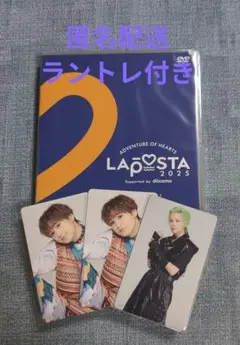 匿名配送
ラントレ付き
DVD
2
ADVENTURE OF HEARTS
LAPOSTA
2025
Supported by docomo